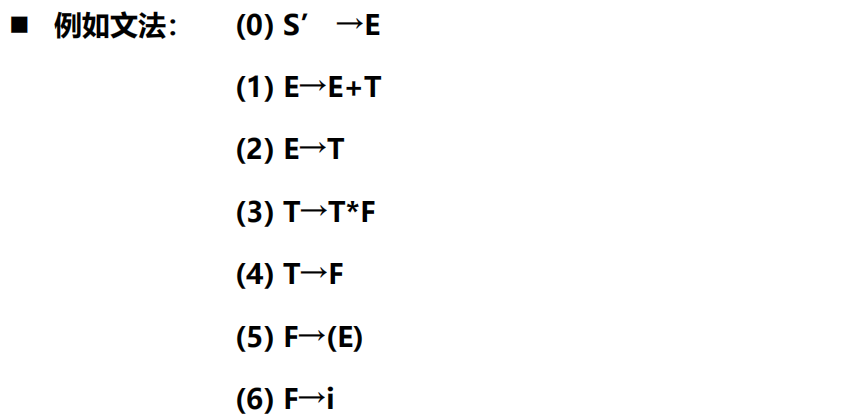 ■ 例如文法： (0) S′ →E
(1) E→E+T
(2) E→T
(3) T→T*F
(4) T→F
(5) F→(E)
(6) F→i